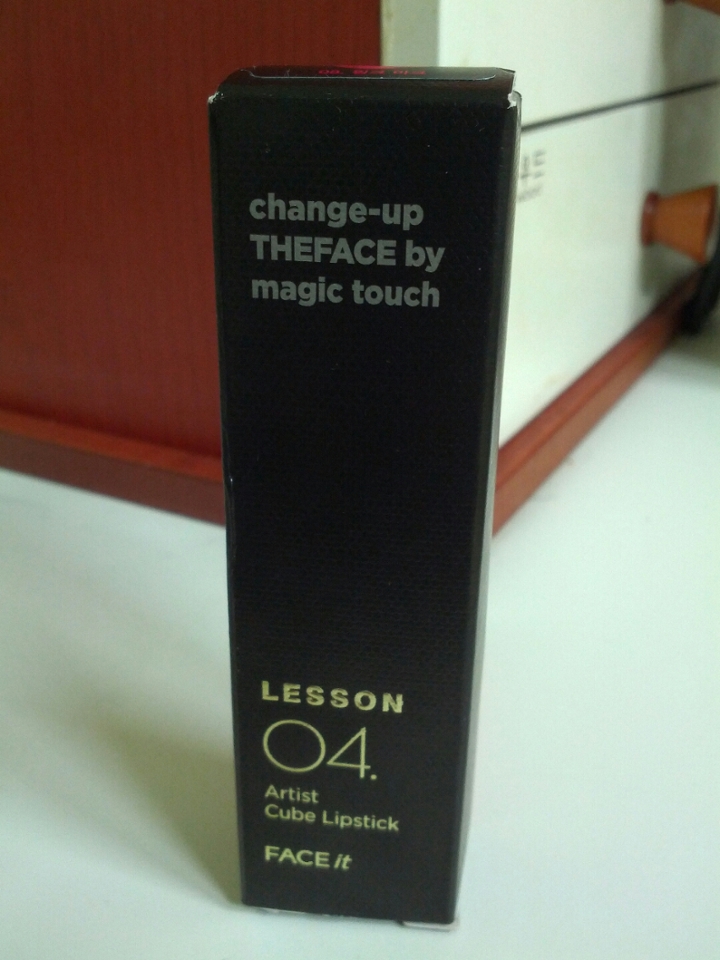 change-up
THEFACE by
magic touch
LESSON
04.
Artist
Cube Lipstick
FACE it